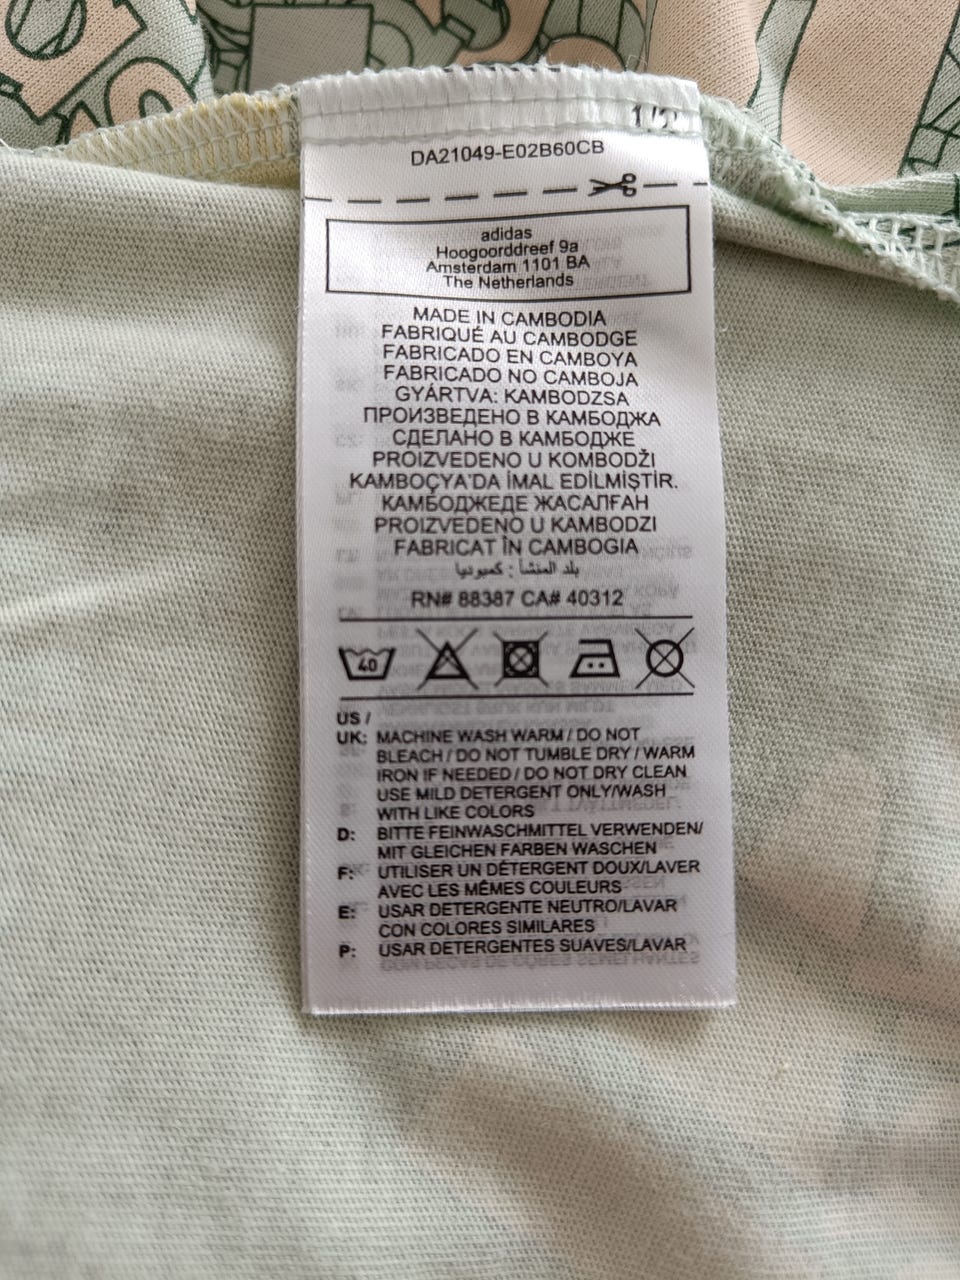 1/2
DA21049-E02B60CB
adidas
Hoogoorddreef 9a
Amsterdam 1101 BA
The Netherlands
MADE IN CAMBODIA
FABRIQUÉ AU CAMBODGE
FABRICADO EN CAMBOYA
FABRICADO NO CAMBOJA
GYÁRTVA: KAMBODZSA
ПРОИЗВЕДЕНО В КАМБОДЖА
СДЕЛАНО В КАМБОДЖЕ
PROIZVEDENO U KOMBODŽI
KAMBOÇYA'DA İMAL EDİLMİŞTİR.
КАМБОДЖЕДЕ ЖАСАЛҒАН
PROIZVEDENO U KAMBODZI
FABRICAT ÎN CAMBOGIA
بلد المنشأ : كمبوديا
RN# 88387 CA# 40312
40
US /
UK: MACHINE WASH WARM / DO NOT
BLEACH / DO NOT TUMBLE DRY / WARM
IRON IF NEEDED / DO NOT DRY CLEAN
USE MILD DETERGENT ONLY/WASH
WITH LIKE COLORS
D: BITTE FEINWASCHMITTEL VERWENDEN/
MIT GLEICHEN FARBEN WASCHEN
F: UTILISER UN DÉTERGENT DOUX/LAVER
AVEC LES MÊMES COULEURS
E: USAR DETERGENTE NEUTRO/LAVAR
CON COLORES SIMILARES
P: USAR DETERGENTES SUAVES/LAVAR